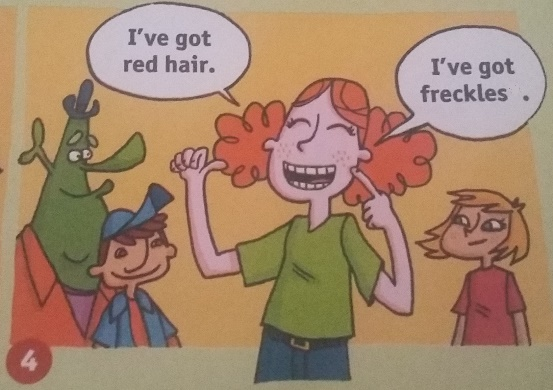 I've got
red hair.
I've got
freckles .
4